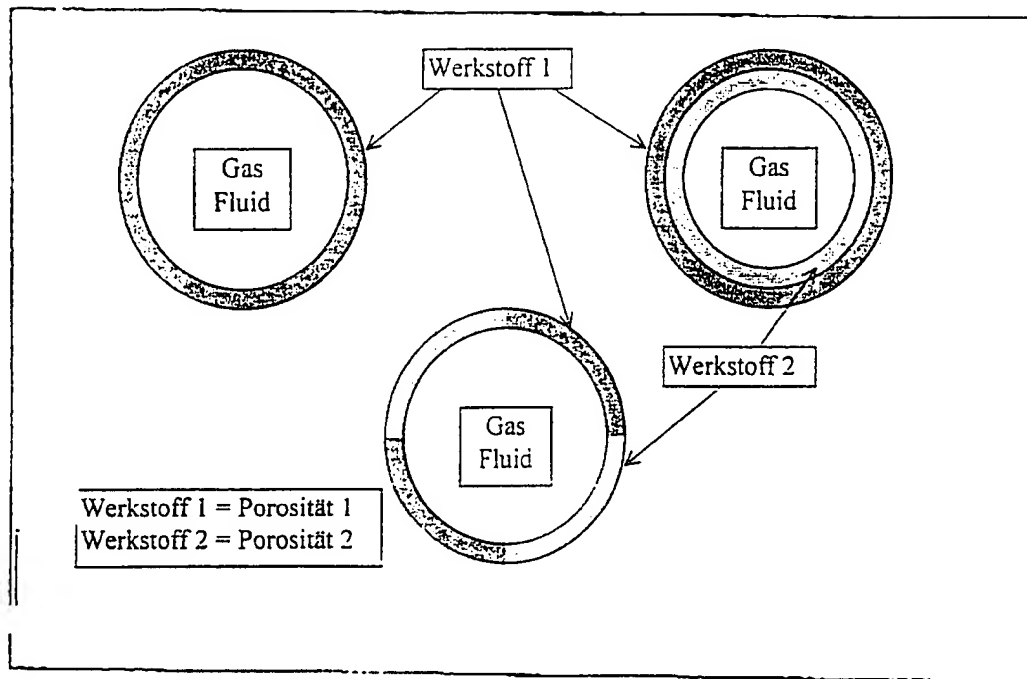 Werkstoff 1
Gas
Fluid
Gas
Fluid
Werkstoff 2
Gas
Fluid
Werkstoff 1 = Porosität 1
Werkstoff 2 = Porosität 2